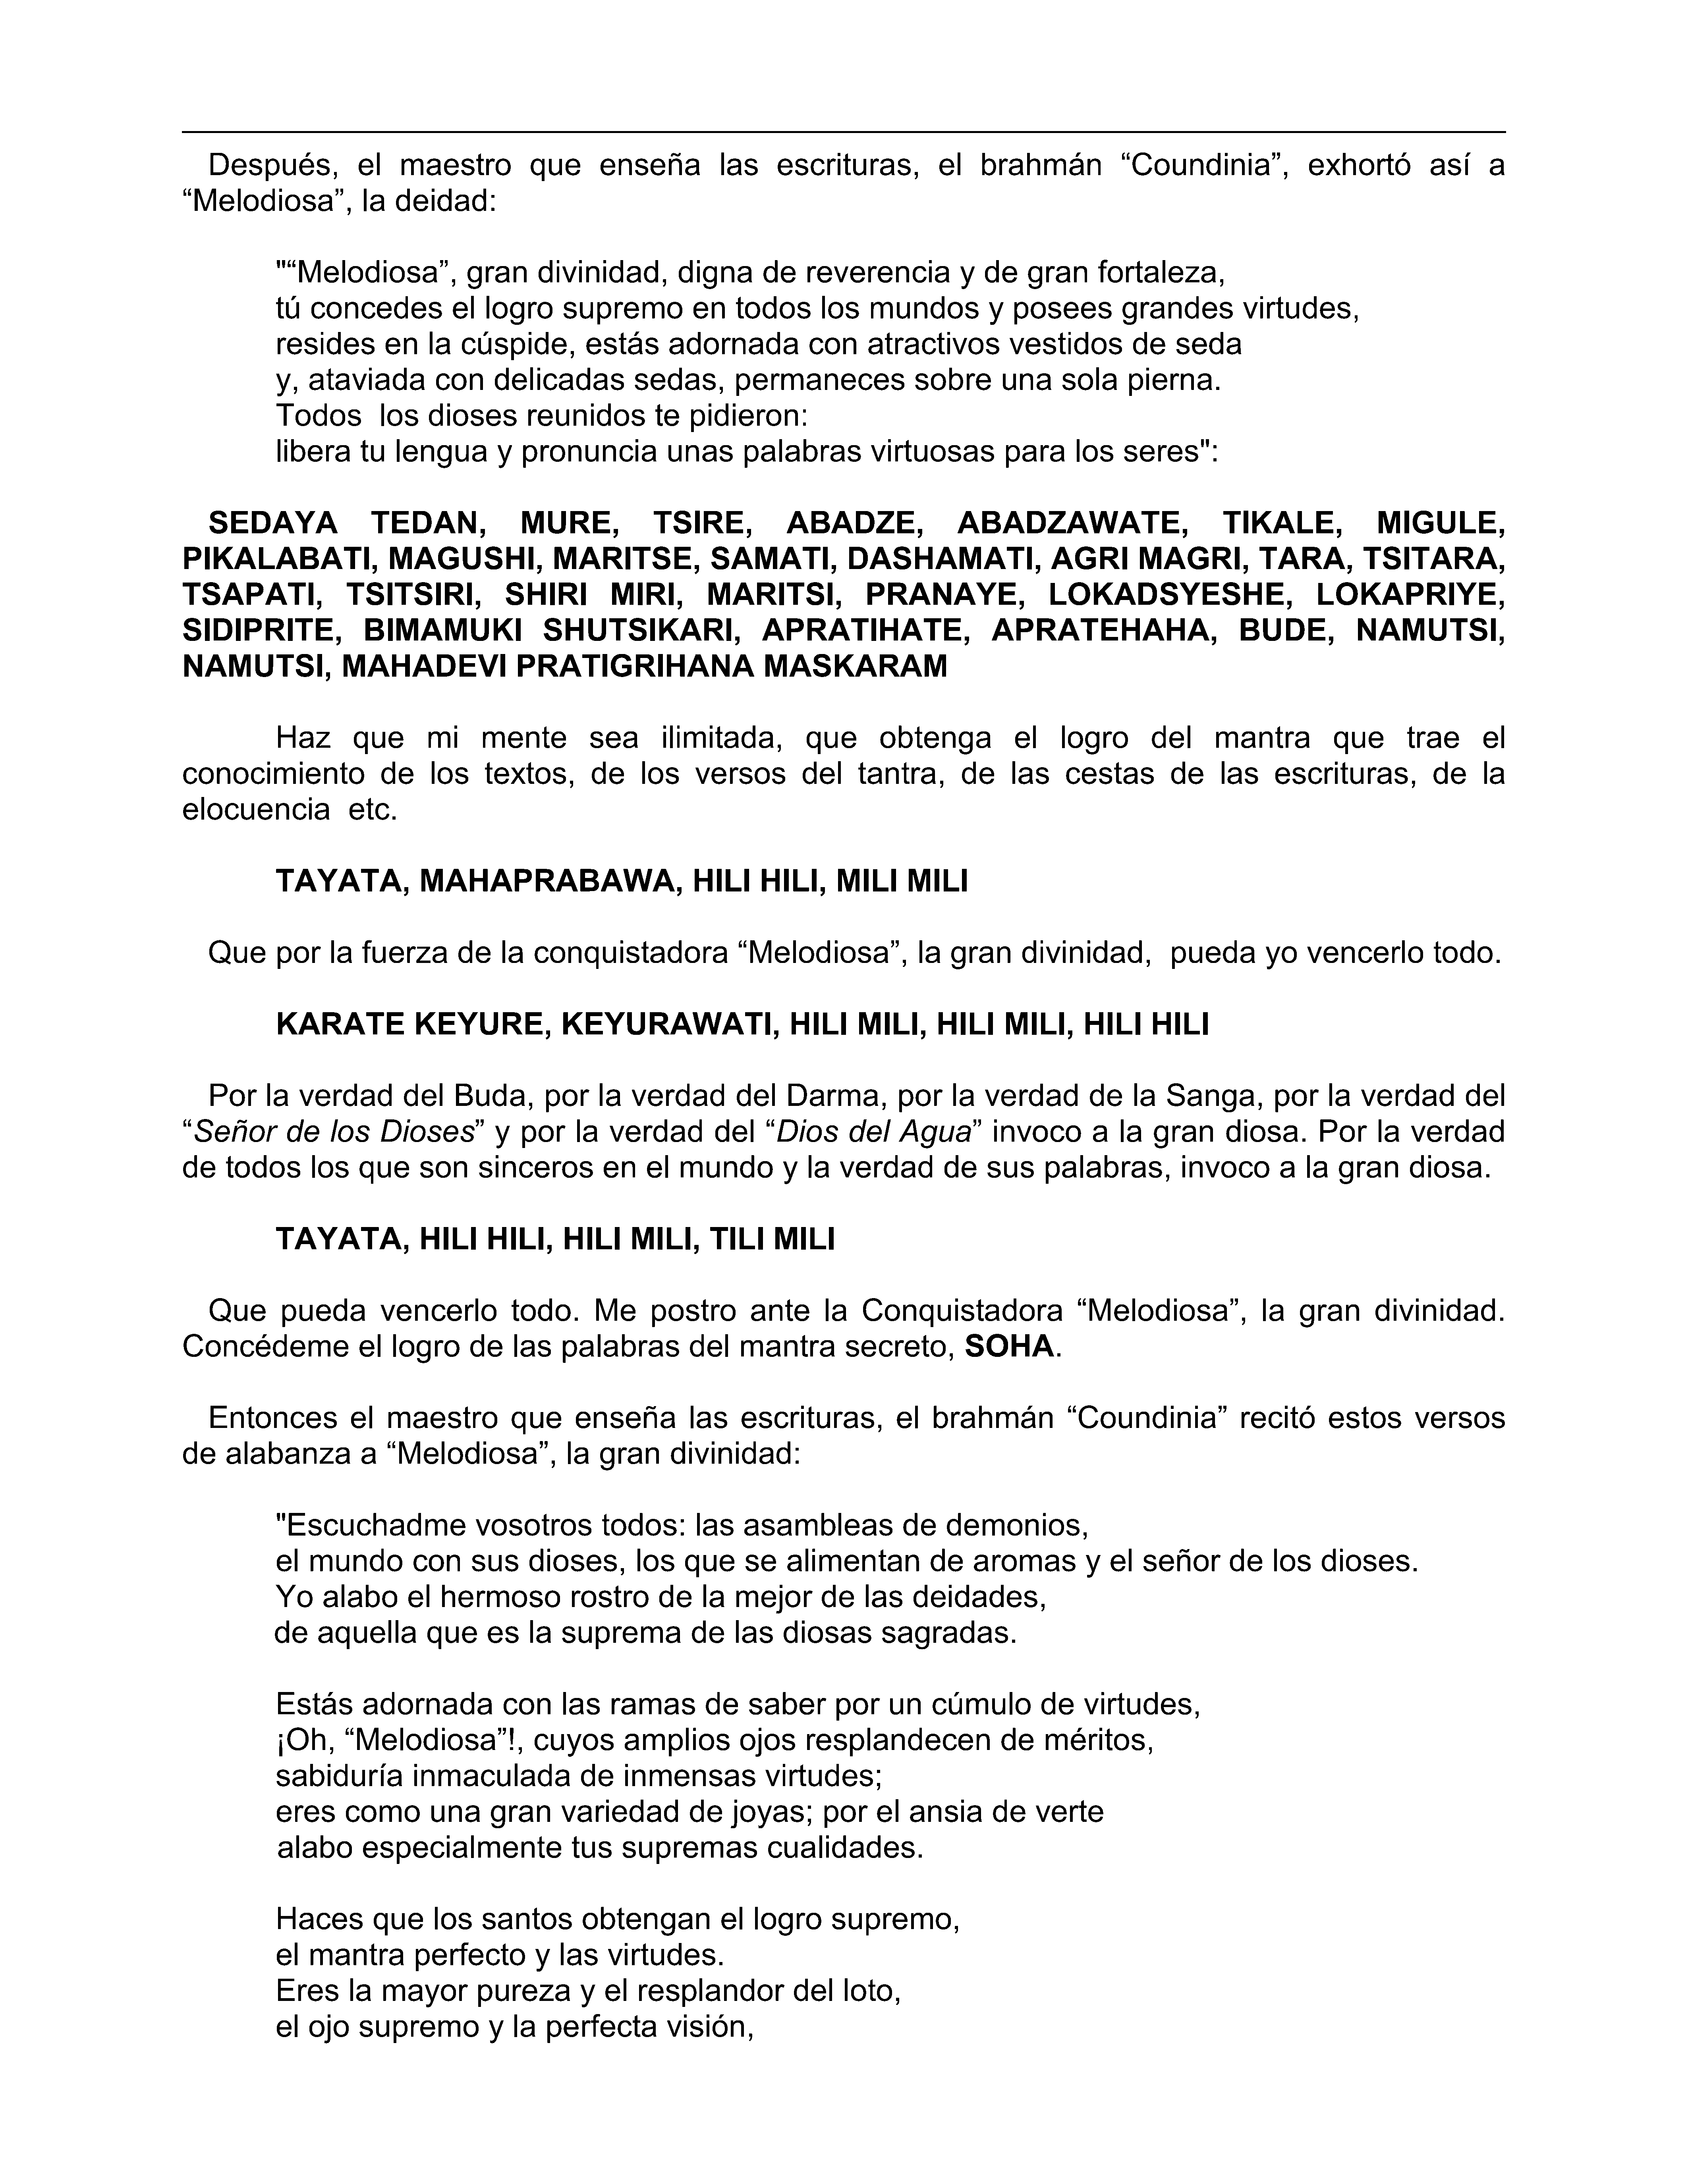 Después, el maestro que enseña las escrituras, el brahmán “Coundinia”, exhortó así a
“Melodiosa”, la deidad:
"“Melodiosa”, gran divinidad, digna de reverencia y de gran fortaleza,
tú concedes el logro supremo en todos los mundos y posees grandes virtudes,
resides en la cúspide, estás adornada con atractivos vestidos de seda
y, ataviada con delicadas sedas, permaneces sobre una sola pierna.
Todos  los dioses reunidos te pidieron:
libera tu lengua y pronuncia unas palabras virtuosas para los seres":
SEDAYA TEDAN, MURE, TSIRE, ABADZE, ABADZAWATE, TIKALE, MIGULE,
PIKALABATI, MAGUSHI, MARITSE, SAMATI, DASHAMATI, AGRI MAGRI, TARA, TSITARA,
TSAPATI, TSITSIRI, SHIRI MIRI, MARITSI, PRANAYE, LOKADSYESHE, LOKAPRIYE,
SIDIPRITE, BIMAMUKI SHUTSIKARI, APRATIHATE, APRATEHAHA, BUDE, NAMUTSI,
NAMUTSI, MAHADEVI PRATIGRIHANA MASKARAM
Haz que mi mente sea ilimitada, que obtenga el logro del mantra que trae el
conocimiento de los textos, de los versos del tantra, de las cestas de las escrituras, de la
elocuencia  etc.
TAYATA, MAHAPRABAWA, HILI HILI, MILI MILI
Que por la fuerza de la conquistadora “Melodiosa”, la gran divinidad,  pueda yo vencerlo todo.
KARATE KEYURE, KEYURAWATI, HILI MILI, HILI MILI, HILI HILI
Por la verdad del Buda, por la verdad del Darma, por la verdad de la Sanga, por la verdad del
“Señor de los Dioses” y por la verdad del “Dios del Agua” invoco a la gran diosa. Por la verdad
de todos los que son sinceros en el mundo y la verdad de sus palabras, invoco a la gran diosa.
TAYATA, HILI HILI, HILI MILI, TILI MILI
Que pueda vencerlo todo. Me postro ante la Conquistadora “Melodiosa”, la gran divinidad.
Concédeme el logro de las palabras del mantra secreto, SOHA.
Entonces el maestro que enseña las escrituras, el brahmán “Coundinia” recitó estos versos
de alabanza a “Melodiosa”, la gran divinidad:
"Escuchadme vosotros todos: las asambleas de demonios,
el mundo con sus dioses, los que se alimentan de aromas y el señor de los dioses.
Yo alabo el hermoso rostro de la mejor de las deidades,
de aquella que es la suprema de las diosas sagradas.
Estás adornada con las ramas de saber por un cúmulo de virtudes,
¡Oh, “Melodiosa”!, cuyos amplios ojos resplandecen de méritos,
sabiduría inmaculada de inmensas virtudes;
eres como una gran variedad de joyas; por el ansia de verte
alabo especialmente tus supremas cualidades.
Haces que los santos obtengan el logro supremo,
el mantra perfecto y las virtudes.
Eres la mayor pureza y el resplandor del loto,
el ojo supremo y la perfecta visión,